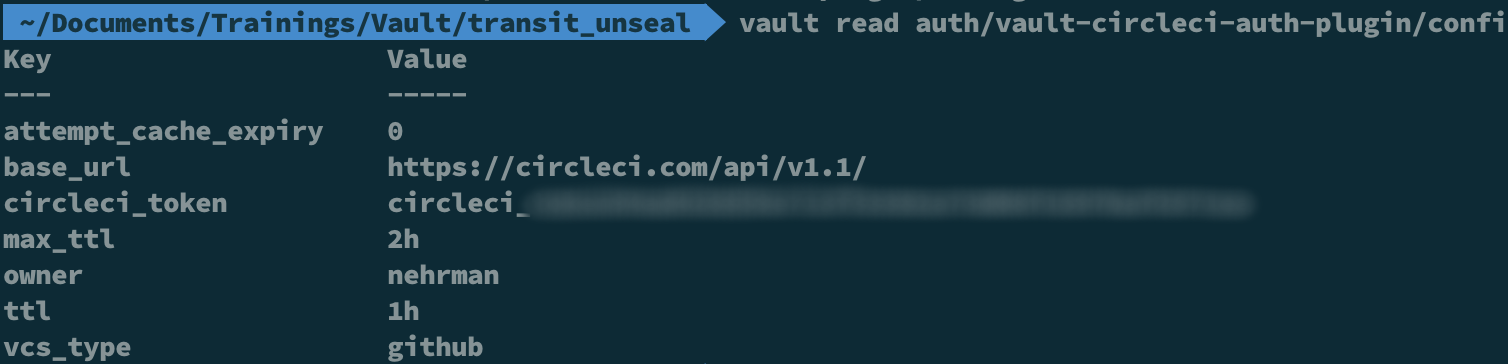 ~/Documents/Trainings/Vault/transit_unseal vault read auth/vault-circleci-auth-plugin/confi
Key Value
--- -----
attempt_cache_expiry 0
base_url https://circleci.com/api/v1.1/
circleci_token circleci_
max_ttl 2h
owner nehrman
ttl 1h
vcs_type github